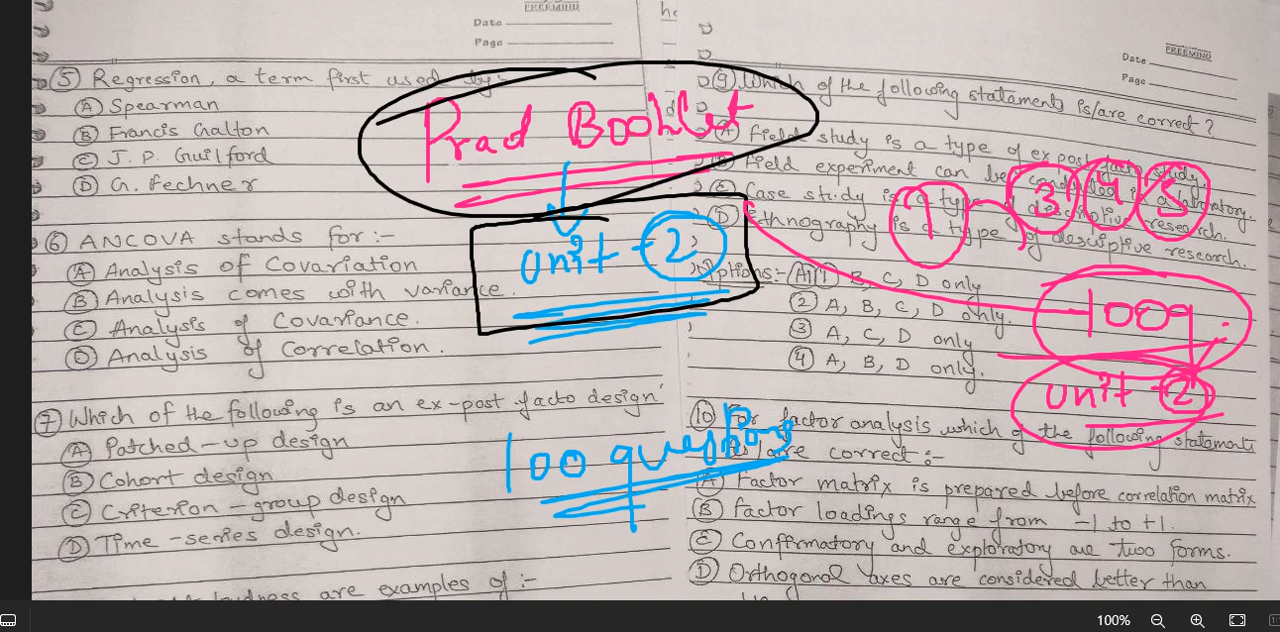 FREEMIND
Date
Page
⑤ Regression, a term first used by:-
Ⓐ Spearman
Ⓑ Francis Galton
Ⓒ J. P. Guilford
Ⓓ G. Fechner
⑥ ANCOVA stands for:-
Ⓐ Analysis of Covariation
Ⓑ Analysis comes with variance.
Ⓒ Analysis of Covariance.
Ⓓ Analysis of Correlation.
⑦ Which of the following is an ex-post facto design
Ⓐ Patched-up design
Ⓑ Cohort design
Ⓒ Criterion-group design
Ⓓ Time-series design.
are examples of :-
Unit - 2
100 questions
he
FREEMIND
Date
Page
⑨ Which of the following statements is/are correct?
Ⓐ Field study is a type of ex post facto study.
Field experiment can be conducted in a laboratory.
Case study is a type of descriptive research.
Ⓓ Ethnography is a type of descriptive research.
Options:- (1) B, C, D only
② A, B, C, D only.
③ A, C, D only
④ A, B, D only.
1 3 4 5
100q
Unit - 2
⑩ For factor analysis which of the following statements
is/are correct:-
Ⓐ Factor matrix is prepared before correlation matrix
Ⓑ Factor loadings range from -1 to +1.
Ⓒ Confirmatory and exploratory are two forms.
Ⓓ Orthogonal axes are considered better than
100%